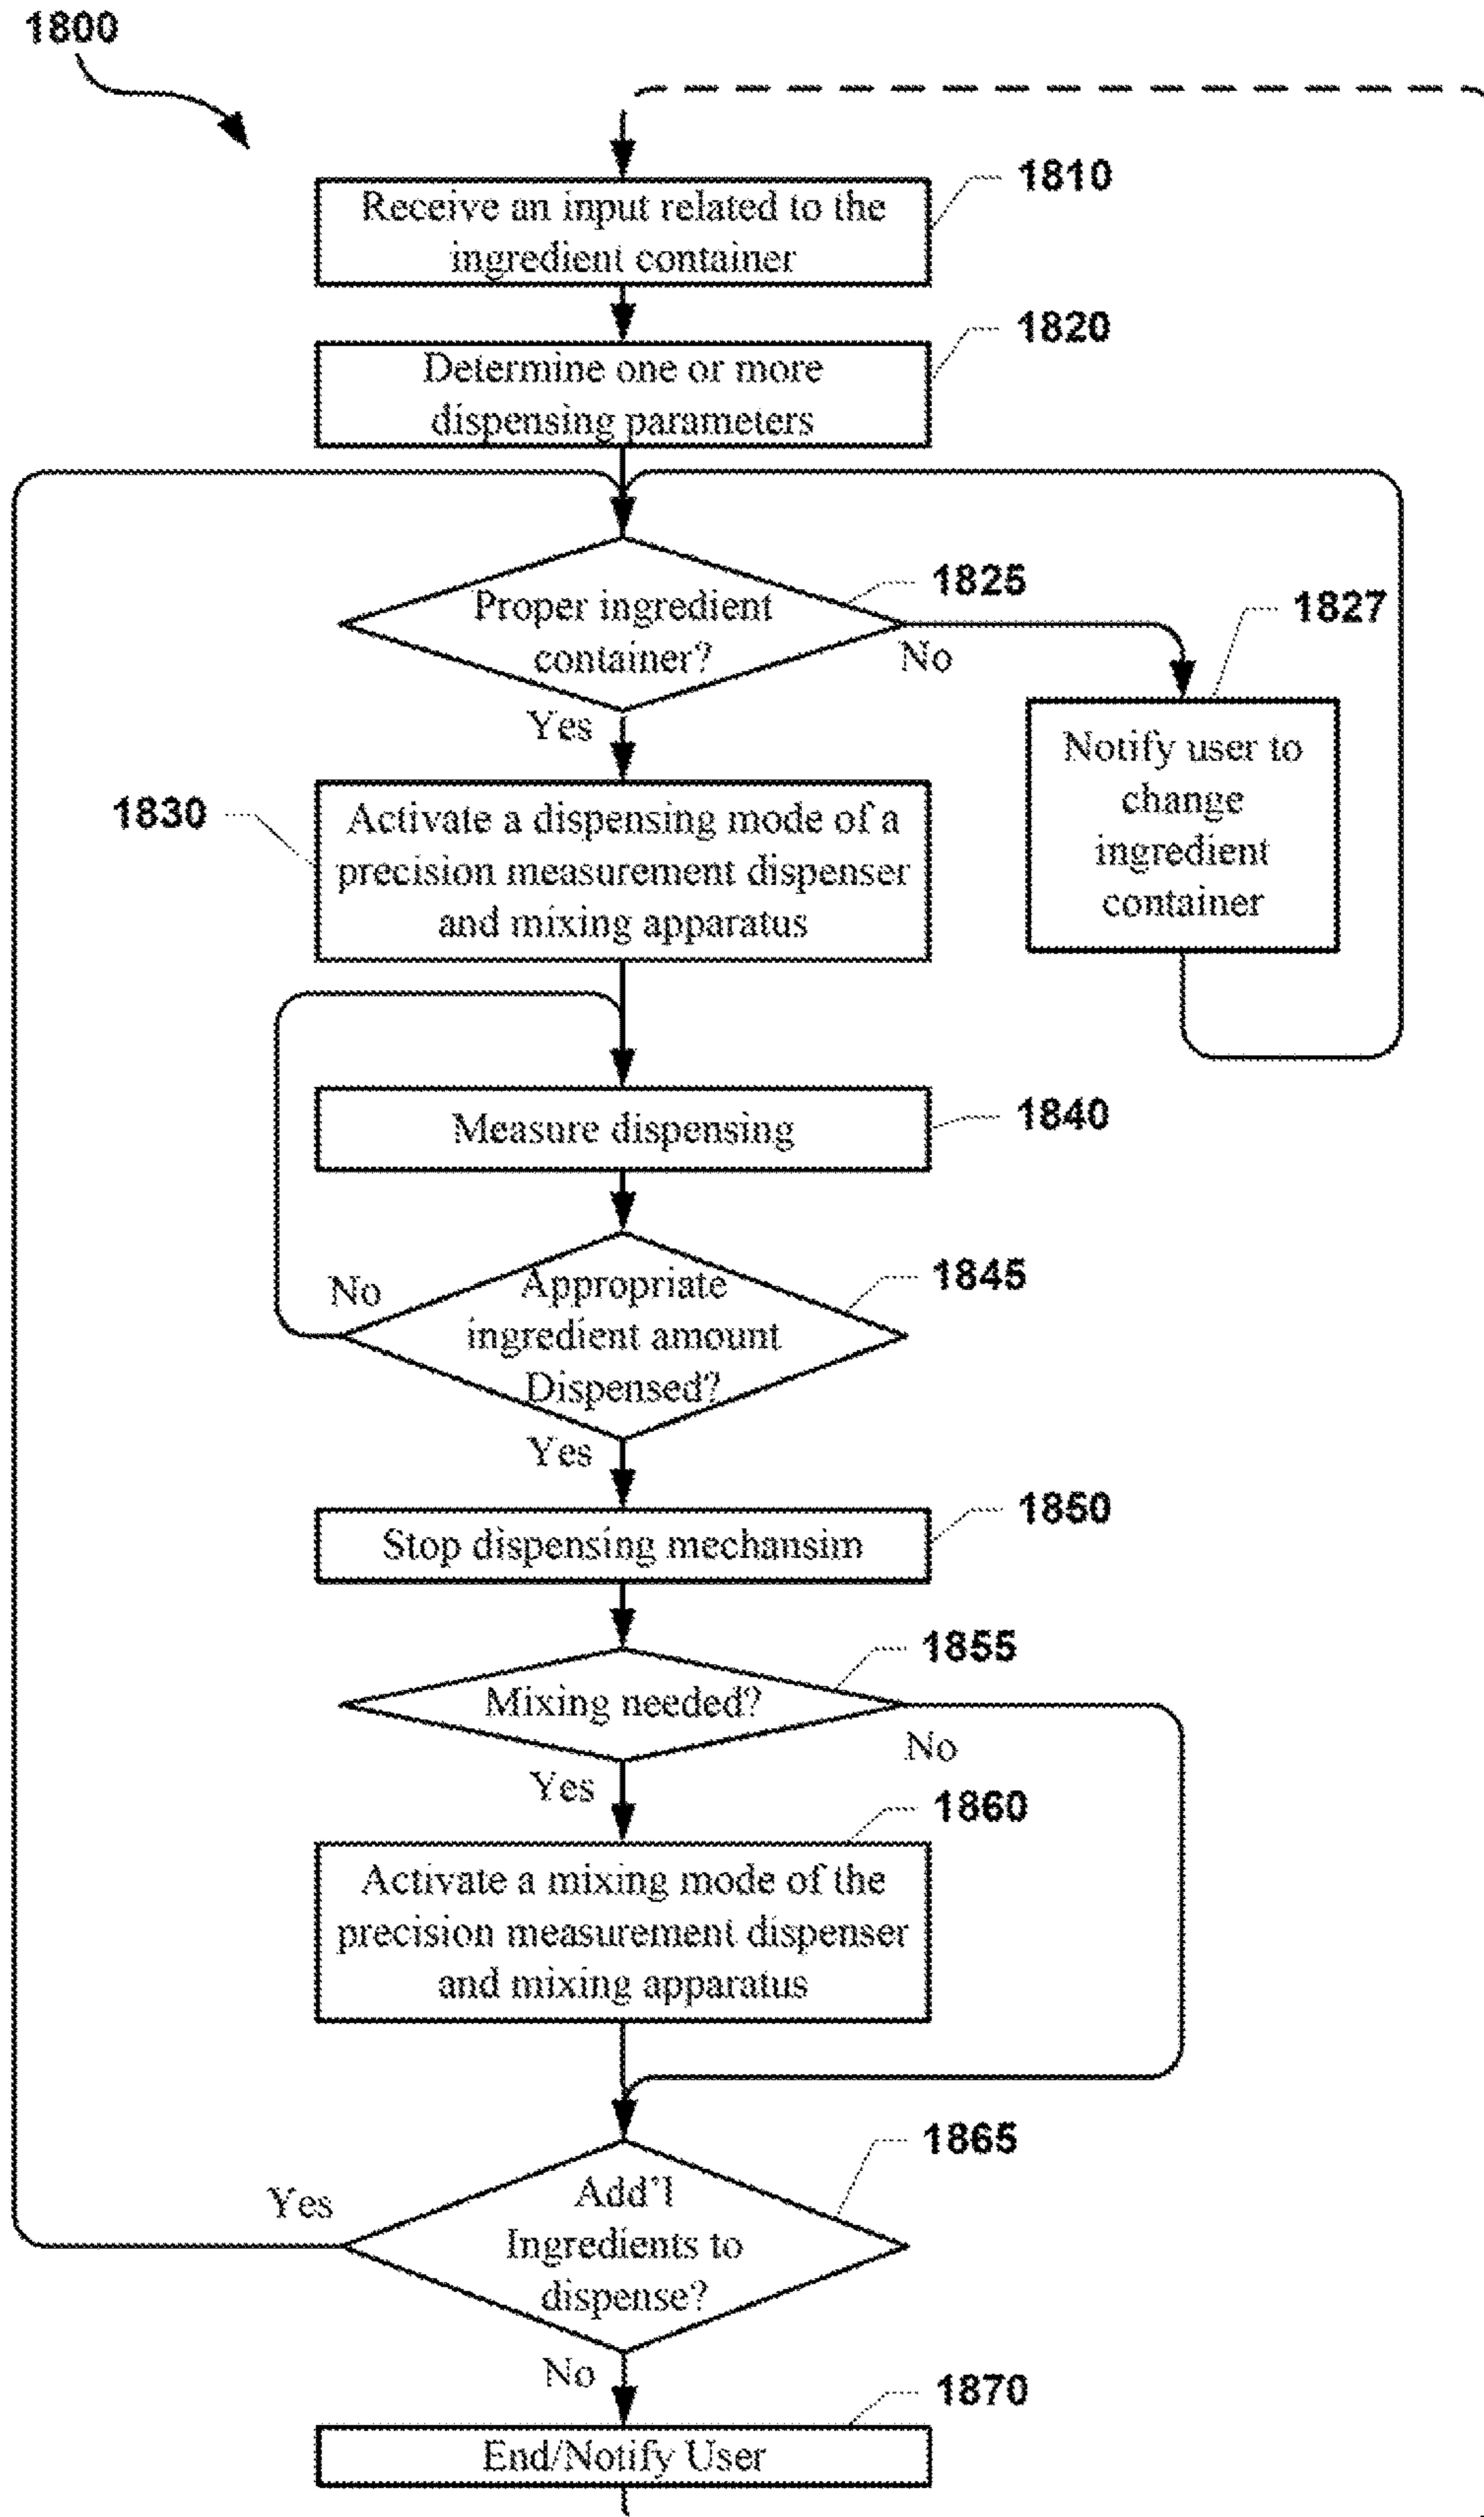 1800
1810
Receive an input related to the
ingredient container
1820
Determine one or more
dispensing parameters
1825
Proper ingredient
container?
No
Yes
1827
Notify user to
change
ingredient
container
1830
Activate a dispensing mode of a
precision measurement dispenser
and mixing apparatus
1840
Measure dispensing
1845
No
Appropriate
ingredient amount
Dispensed?
Yes
1850
Stop dispensing mechansim
1855
Mixing needed?
No
Yes
1860
Activate a mixing mode of the
precision measurement dispenser
and mixing apparatus
1865
Yes
Add'l
Ingredients to
dispense?
No
1870
End/Notify User